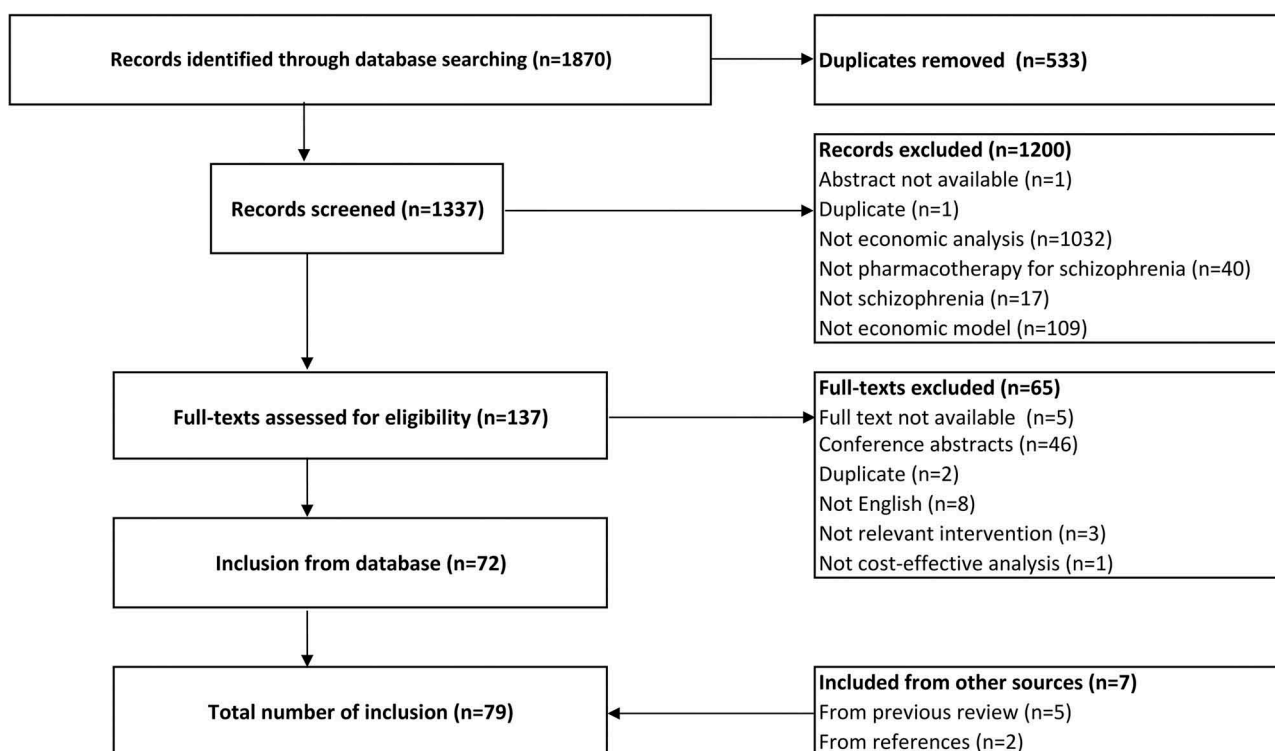 Records identified through database searching (n=1870)
Duplicates removed  (n=533)
Records screened (n=1337)
Records excluded (n=1200)
Abstract not available (n=1)
Duplicate (n=1)
Not economic analysis (n=1032)
Not pharmacotherapy for schizophrenia (n=40)
Not schizophrenia (n=17)
Not economic model (n=109)
Full-texts assessed for eligibility (n=137)
Full-texts excluded (n=65)
Full text not available  (n=5)
Conference abstracts (n=46)
Duplicate (n=2)
Not English (n=8)
Not relevant intervention (n=3)
Not cost-effective analysis (n=1)
Inclusion from database (n=72)
Total number of inclusion (n=79)
Included from other sources (n=7)
From previous review (n=5)
From references (n=2)